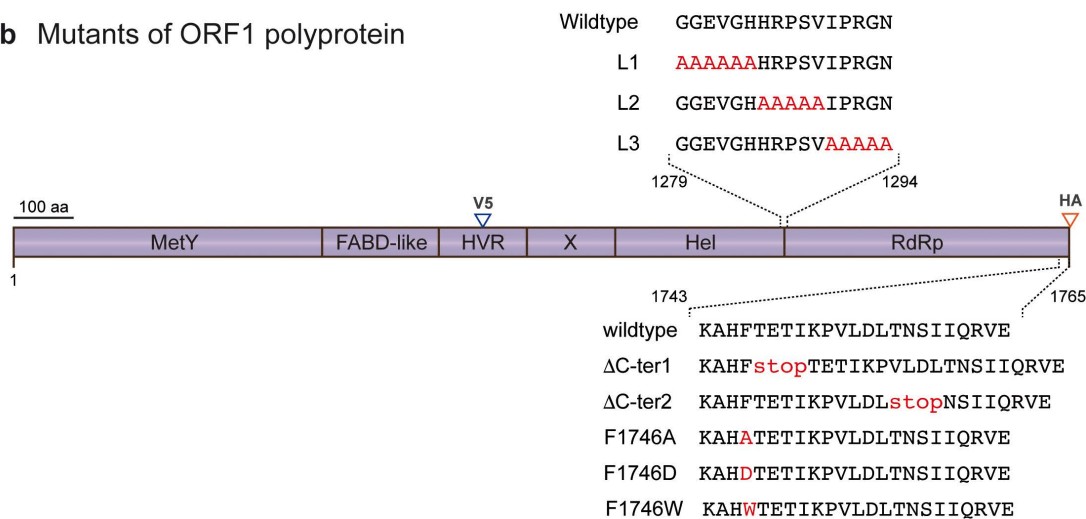 b Mutants of ORF1 polyprotein
Wildtype GGEVGHHRPSVIPRGN
L1 AAAAAAHRPSVIPRGN
L2 GGEVGHAAAAAIPRGN
L3 GGEVGHHRPSVAAAAA
1279 1294
100 aa V5 HA
MetY FABD-like HVR X Hel RdRp
1
1743 1765
wildtype KAHFTETIKPVLDLTNSIIQRVE
ΔC-ter1 KAHFstopTETIKPVLDLTNSIIQRVE
ΔC-ter2 KAHFTETIKPVLDLstopNSIIQRVE
F1746A KAHATETIKPVLDLTNSIIQRVE
F1746D KAHDTETIKPVLDLTNSIIQRVE
F1746W KAHWTETIKPVLDLTNSIIQRVE